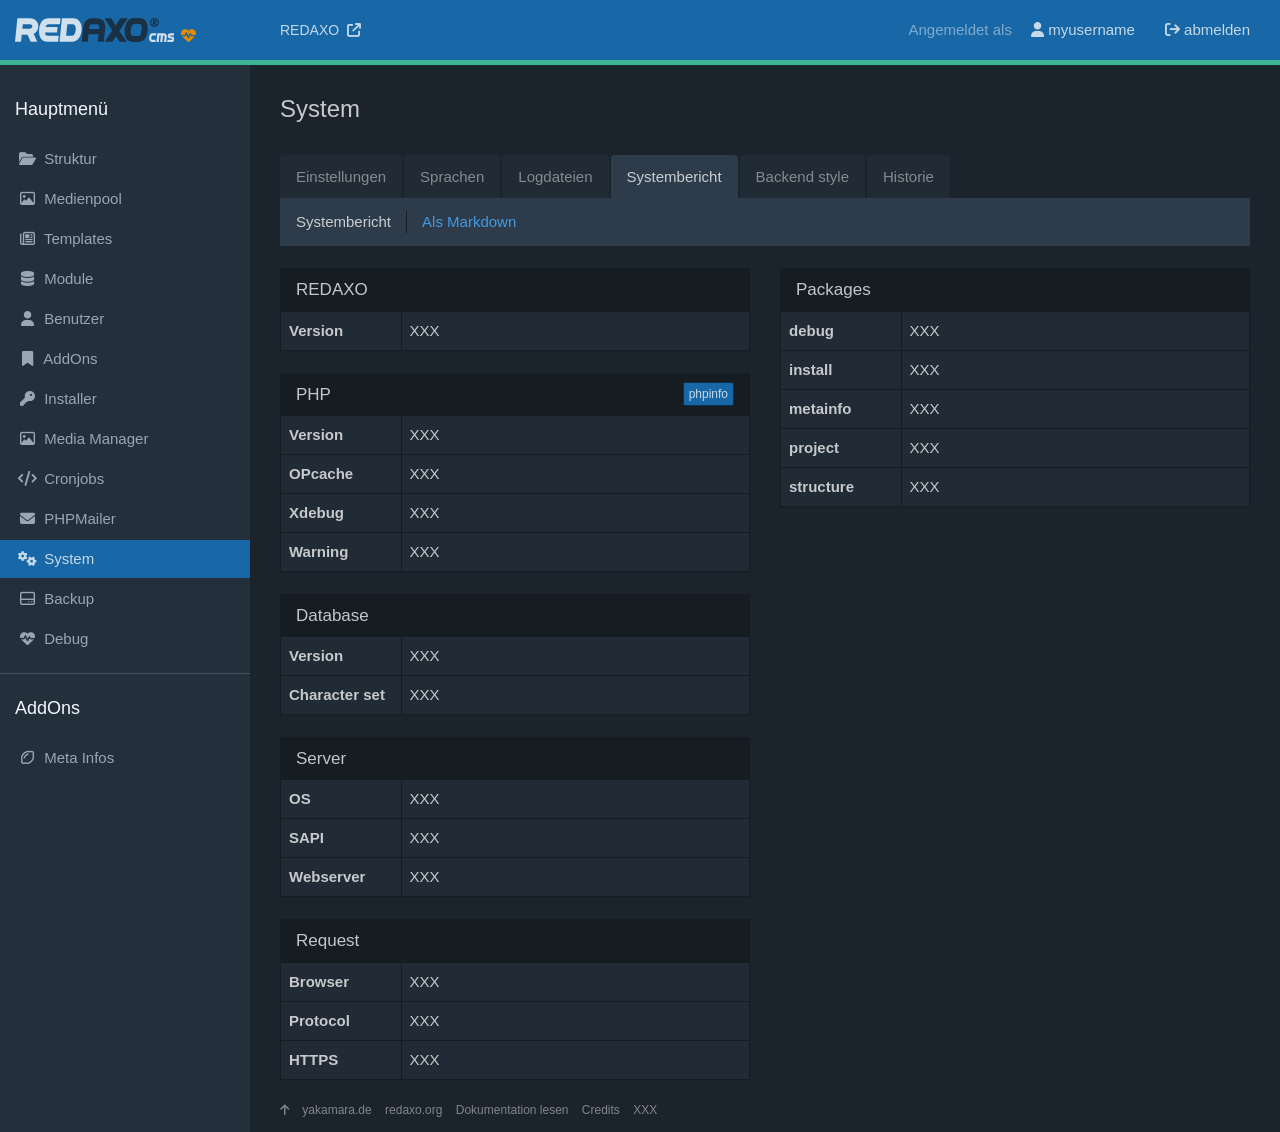 REDAXO® cms
REDAXO
Angemeldet als myusername abmelden
Hauptmenü
Struktur
Medienpool
Templates
Module
Benutzer
AddOns
Installer
Media Manager
Cronjobs
PHPMailer
System
Backup
Debug
AddOns
Meta Infos
System
Einstellungen Sprachen Logdateien Systembericht Backend style Historie
Systembericht Als Markdown
REDAXO
Version XXX
PHP phpinfo
Version XXX
OPcache XXX
Xdebug XXX
Warning XXX
Database
Version XXX
Character set XXX
Server
OS XXX
SAPI XXX
Webserver XXX
Request
Browser XXX
Protocol XXX
HTTPS XXX
Packages
debug XXX
install XXX
metainfo XXX
project XXX
structure XXX
yakamara.de redaxo.org Dokumentation lesen Credits XXX